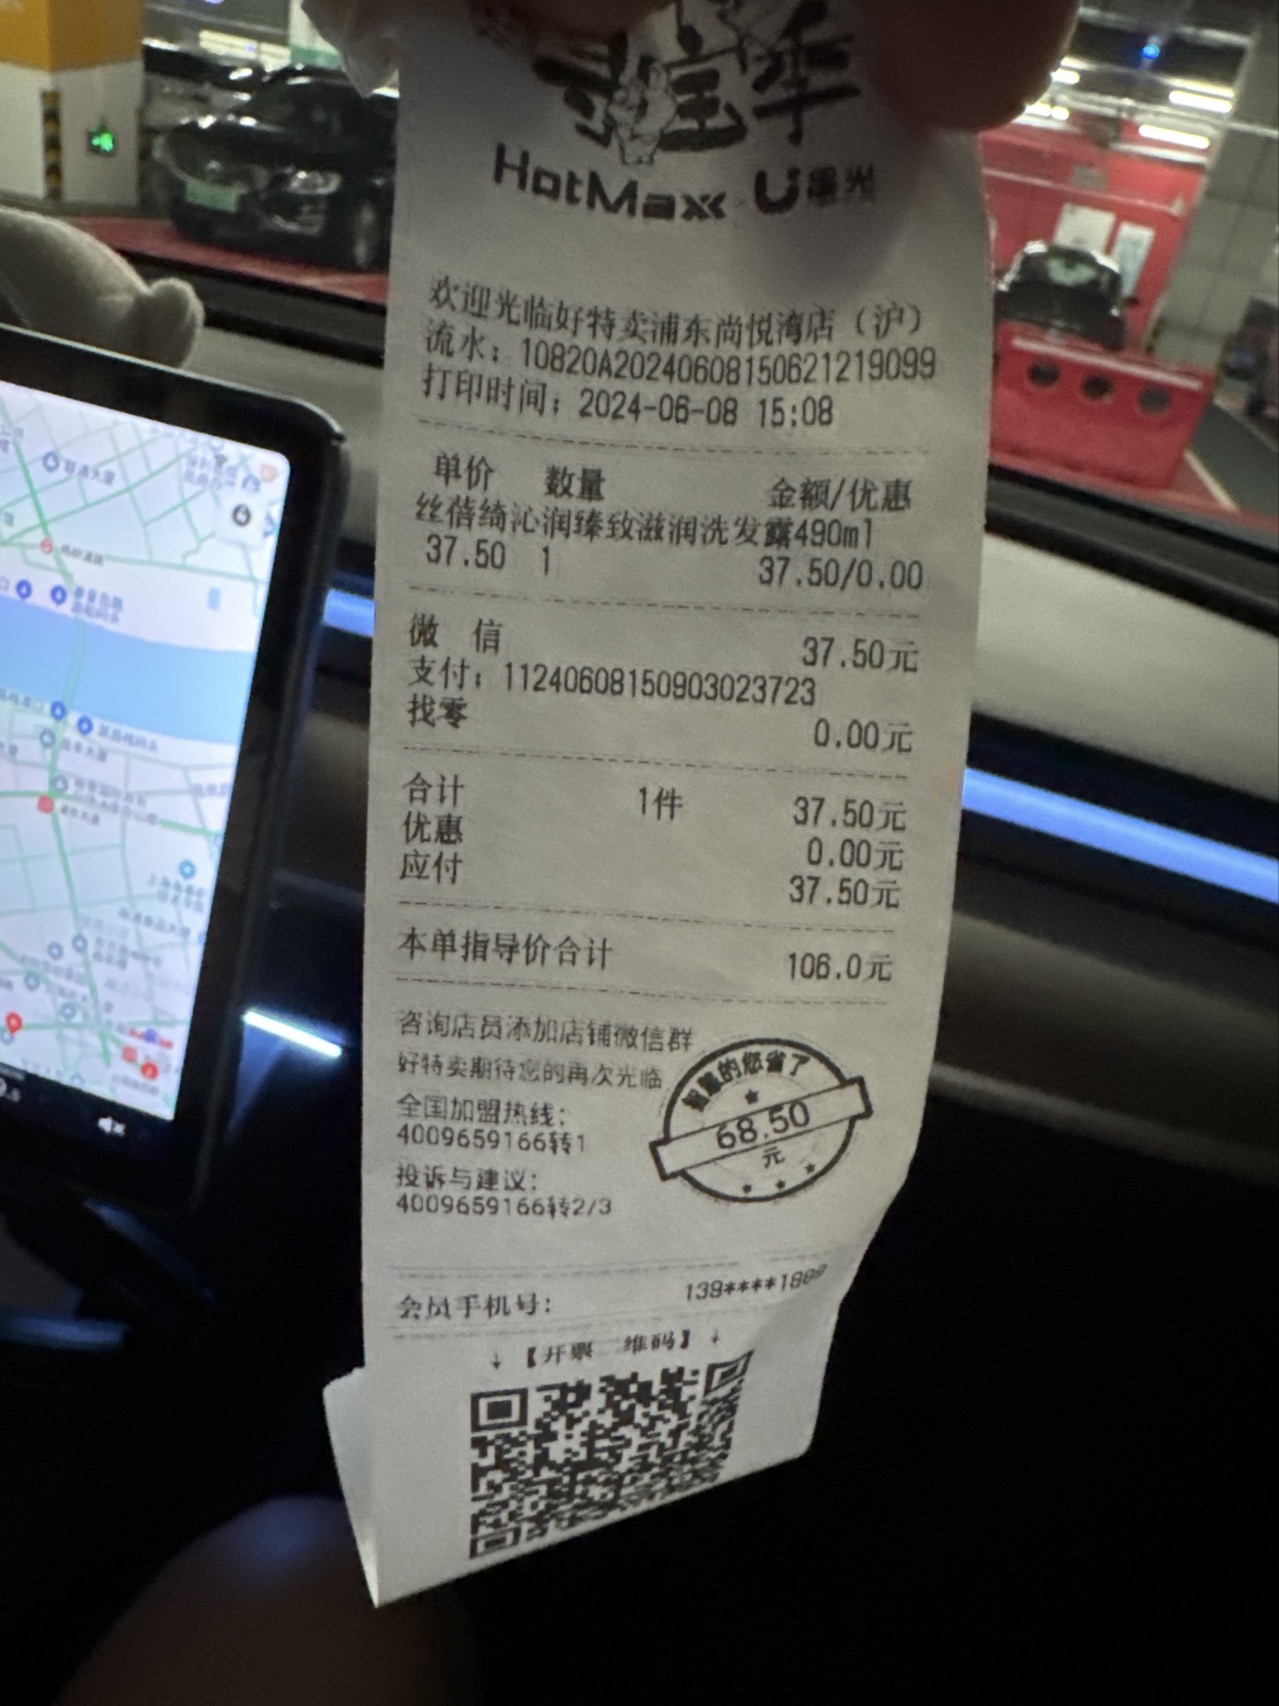 宝季
HotMaxx U
欢迎光临好特卖浦东尚悦湾店（沪）
流水：10820A20240608150621219099
打印时间：2024-06-08 15:08
单价 数量 金额/优惠
丝蓓绮沁润臻致滋润洗发露490ml
37.50 1 37.50/0.00
微 信 37.50元
支付：11240608150903023723
找零 0.00元
合计 1件 37.50元
优惠 0.00元
应付 37.50元
本单指导价合计 106.0元
咨询店员添加店铺微信群
好特卖期待您的再次光临
全国加盟热线：
4009659166转1
投诉与建议：
4009659166转2/3
的您省了
68.50
元
会员手机号： 139****18
↓【开票 维码】↓